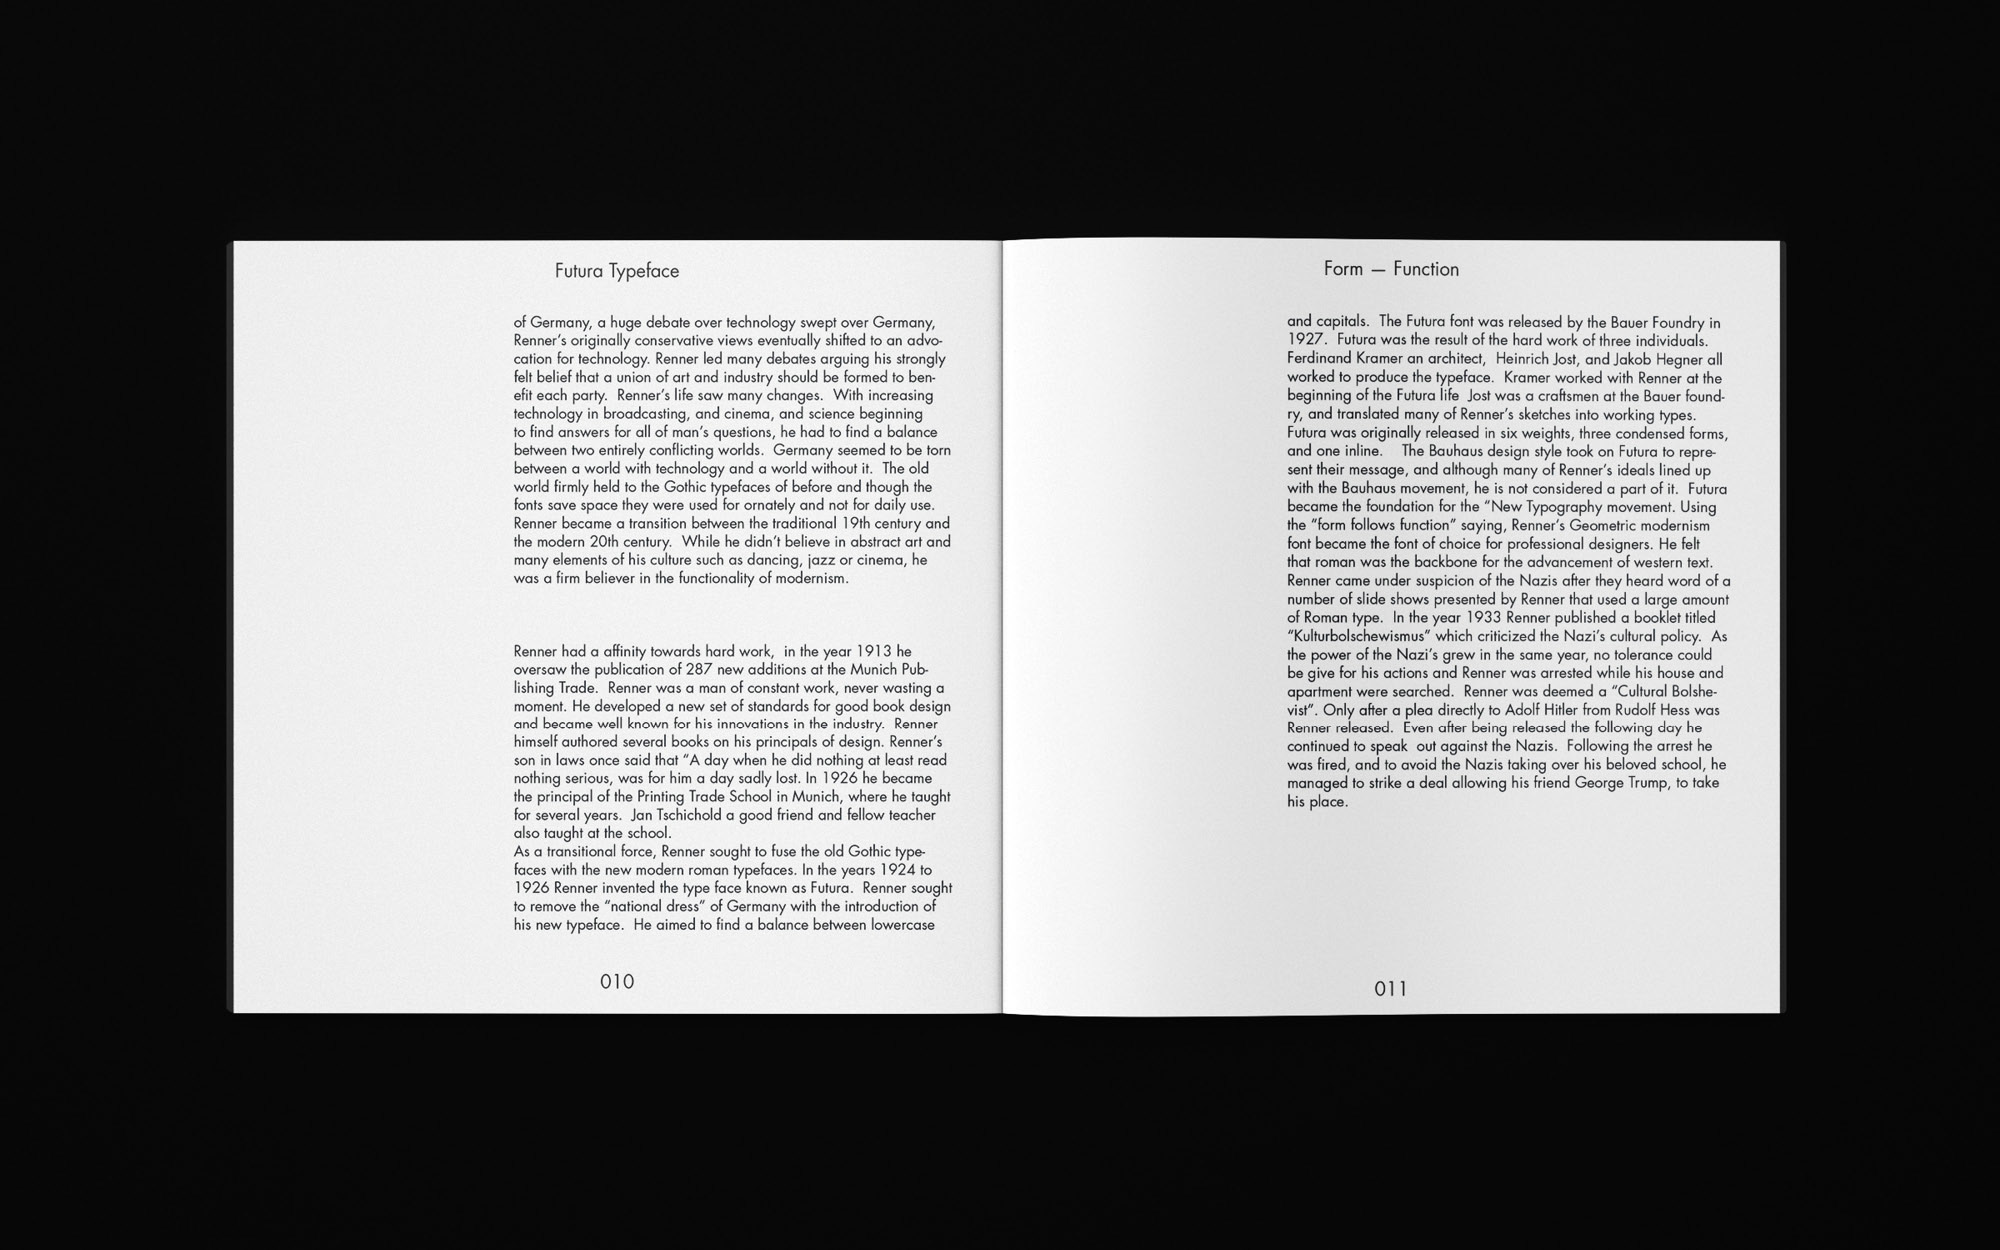 Futura Typeface
of Germany, a huge debate over technology swept over Germany,
Renner's originally conservative views eventually shifted to an advo-
cation for technology. Renner led many debates arguing his strongly
felt belief that a union of art and industry should be formed to ben-
efit each party.  Renner's life saw many changes.  With increasing
technology in broadcasting, and cinema, and science beginning
to find answers for all of man's questions, he had to find a balance
between two entirely conflicting worlds.  Germany seemed to be torn
between a world with technology and a world without it.  The old
world firmly held to the Gothic typefaces of before and though the
fonts save space they were used for ornately and not for daily use.
Renner became a transition between the traditional 19th century and
the modern 20th century.  While he didn't believe in abstract art and
many elements of his culture such as dancing, jazz or cinema, he
was a firm believer in the functionality of modernism.
Renner had a affinity towards hard work,  in the year 1913 he
oversaw the publication of 287 new additions at the Munich Pub-
lishing Trade.  Renner was a man of constant work, never wasting a
moment. He developed a new set of standards for good book design
and became well known for his innovations in the industry.  Renner
himself authored several books on his principals of design. Renner's
son in laws once said that “A day when he did nothing at least read
nothing serious, was for him a day sadly lost. In 1926 he became
the principal of the Printing Trade School in Munich, where he taught
for several years.  Jan Tschichold a good friend and fellow teacher
also taught at the school.
As a transitional force, Renner sought to fuse the old Gothic type-
faces with the new modern roman typefaces. In the years 1924 to
1926 Renner invented the type face known as Futura.  Renner sought
to remove the “national dress” of Germany with the introduction of
his new typeface.  He aimed to find a balance between lowercase
010
Form — Function
and capitals.  The Futura font was released by the Bauer Foundry in
1927.  Futura was the result of the hard work of three individuals.
Ferdinand Kramer an architect,  Heinrich Jost, and Jakob Hegner all
worked to produce the typeface.  Kramer worked with Renner at the
beginning of the Futura life  Jost was a craftsmen at the Bauer found-
ry, and translated many of Renner's sketches into working types.
Futura was originally released in six weights, three condensed forms,
and one inline.    The Bauhaus design style took on Futura to repre-
sent their message, and although many of Renner's ideals lined up
with the Bauhaus movement, he is not considered a part of it.  Futura
became the foundation for the “New Typography movement. Using
the “form follows function” saying, Renner's Geometric modernism
font became the font of choice for professional designers. He felt
that roman was the backbone for the advancement of western text.
Renner came under suspicion of the Nazis after they heard word of a
number of slide shows presented by Renner that used a large amount
of Roman type.  In the year 1933 Renner published a booklet titled
“Kulturbolschewismus” which criticized the Nazi's cultural policy.  As
the power of the Nazi's grew in the same year, no tolerance could
be give for his actions and Renner was arrested while his house and
apartment were searched.  Renner was deemed a “Cultural Bolshe-
vist”. Only after a plea directly to Adolf Hitler from Rudolf Hess was
Renner released.  Even after being released the following day he
continued to speak  out against the Nazis.  Following the arrest he
was fired, and to avoid the Nazis taking over his beloved school, he
managed to strike a deal allowing his friend George Trump, to take
his place.
011